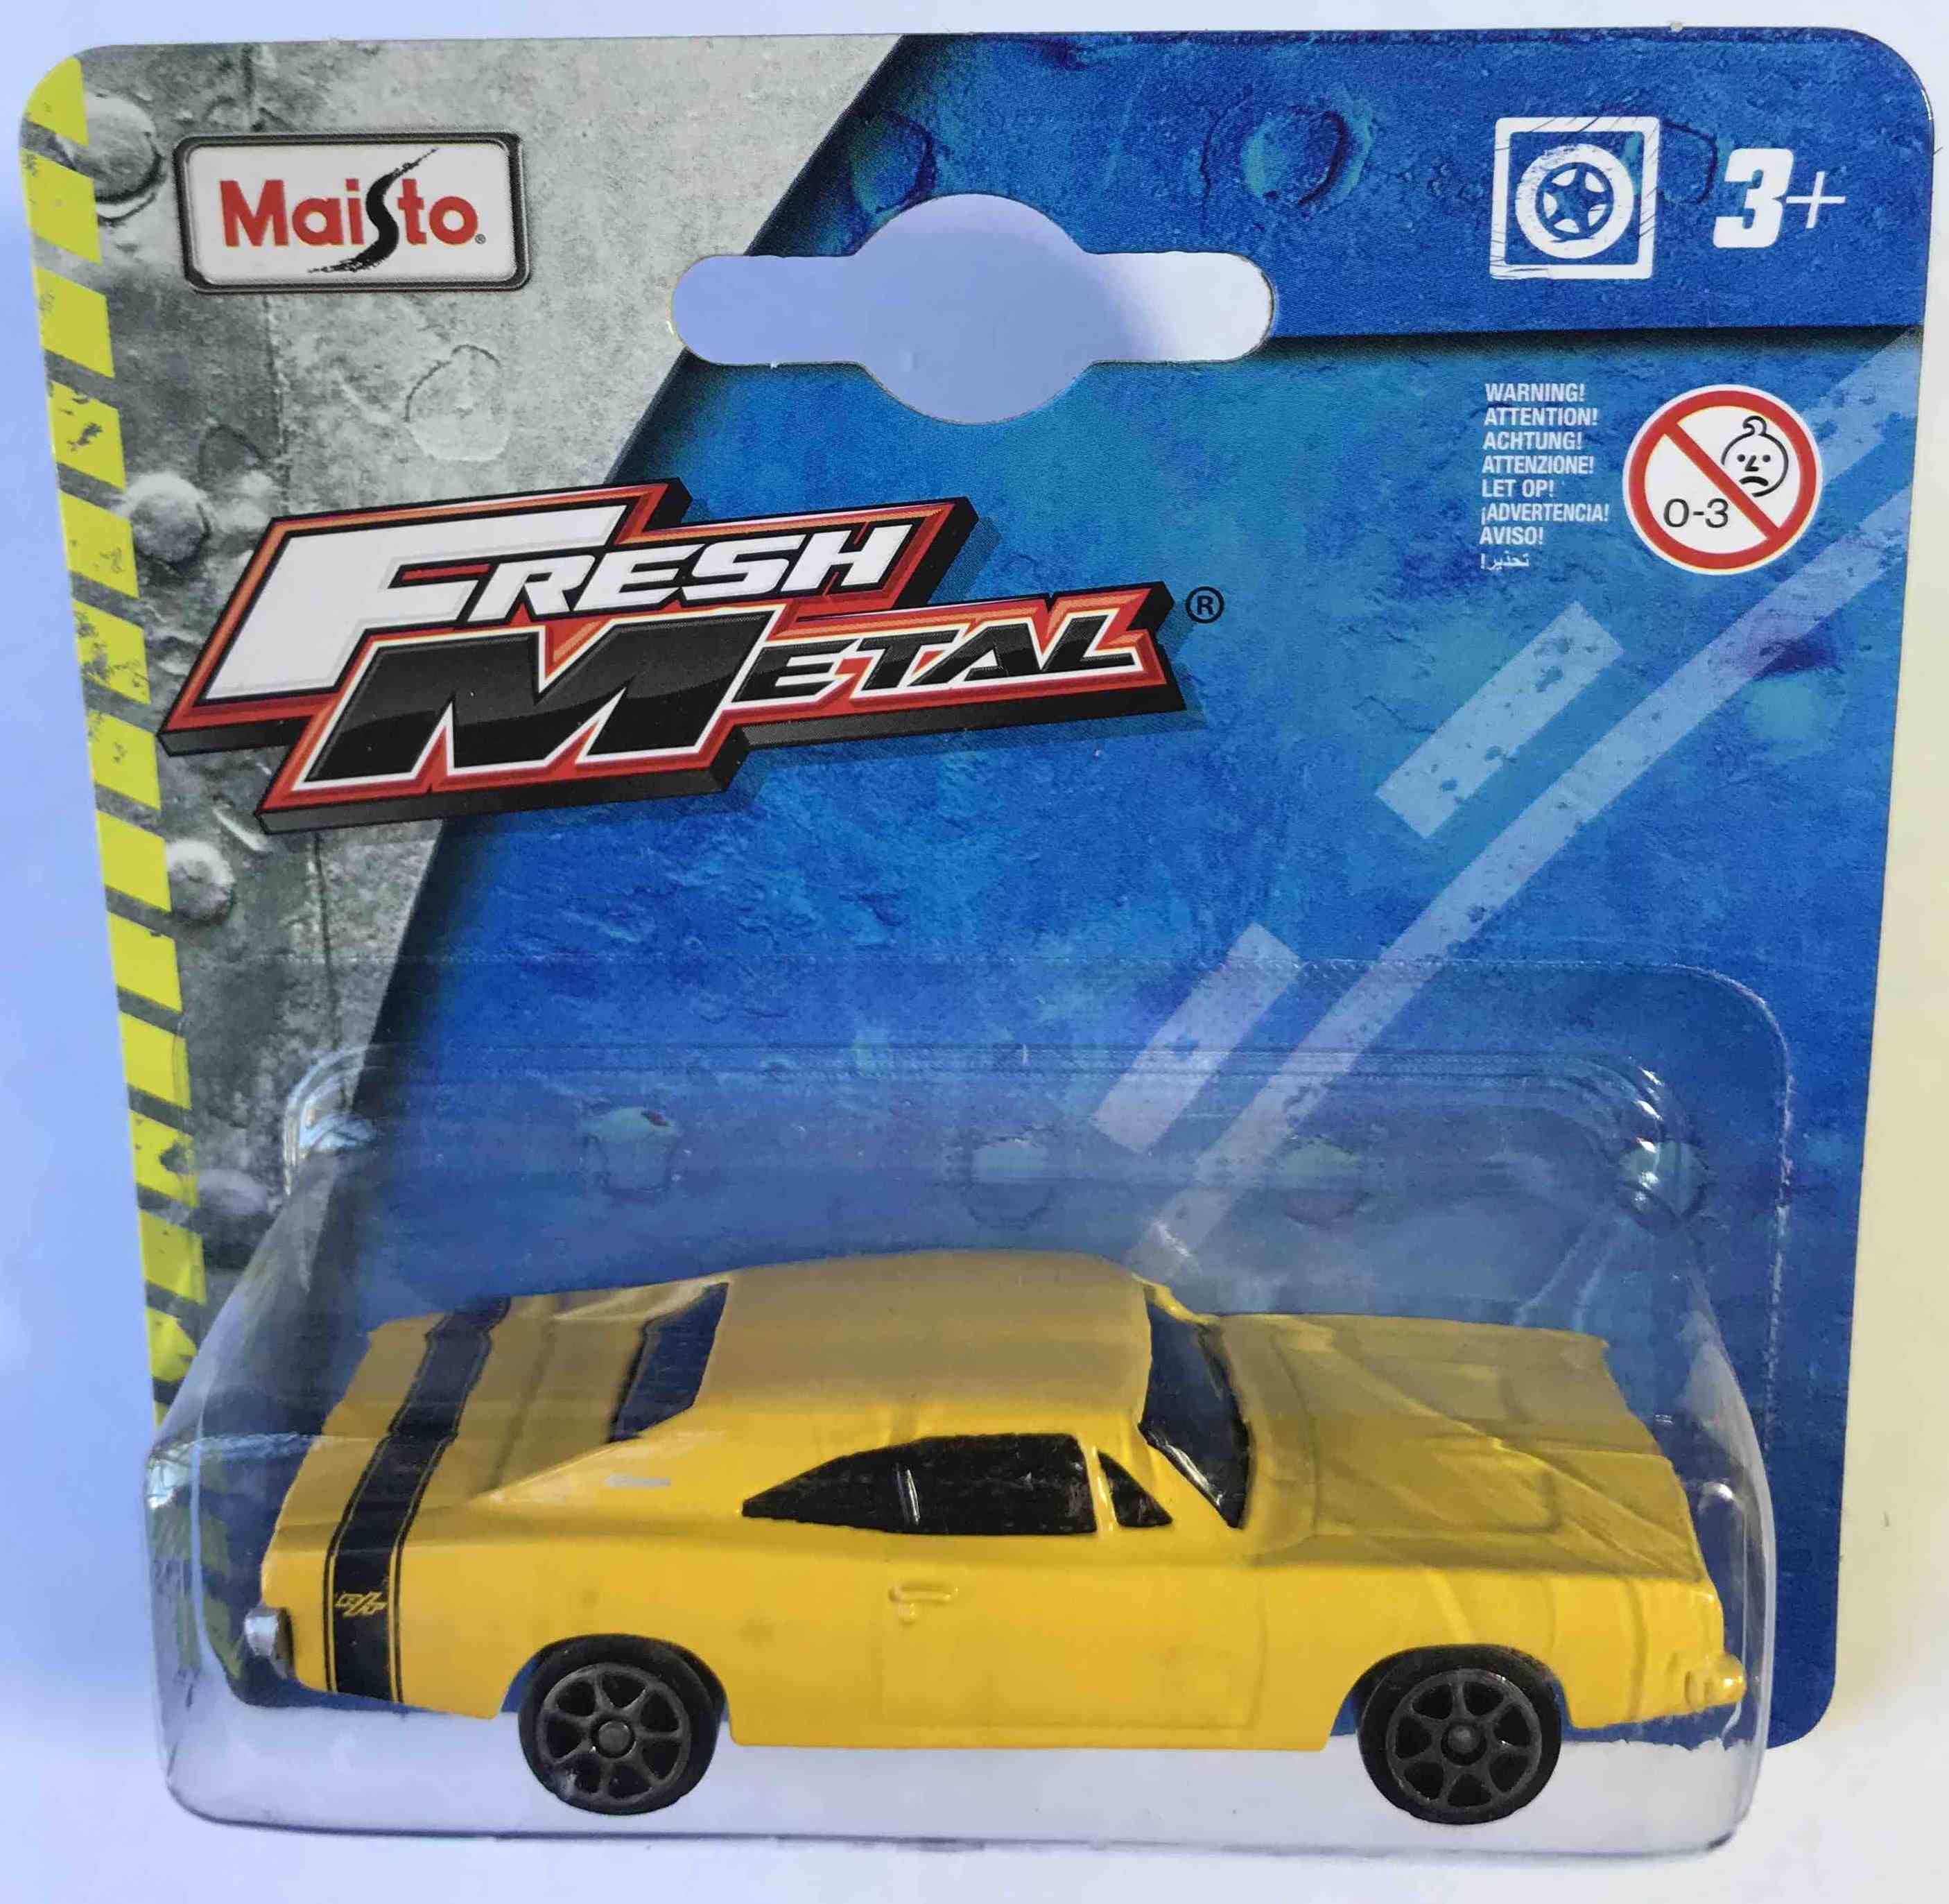 Maisto®
3+
WARNING!
ATTENTION!
ACHTUNG!
ATTENZIONE!
LET OP!
¡ADVERTENCIA!
AVISO!
تحذير!
0-3
FRESH
METAL®
R/T